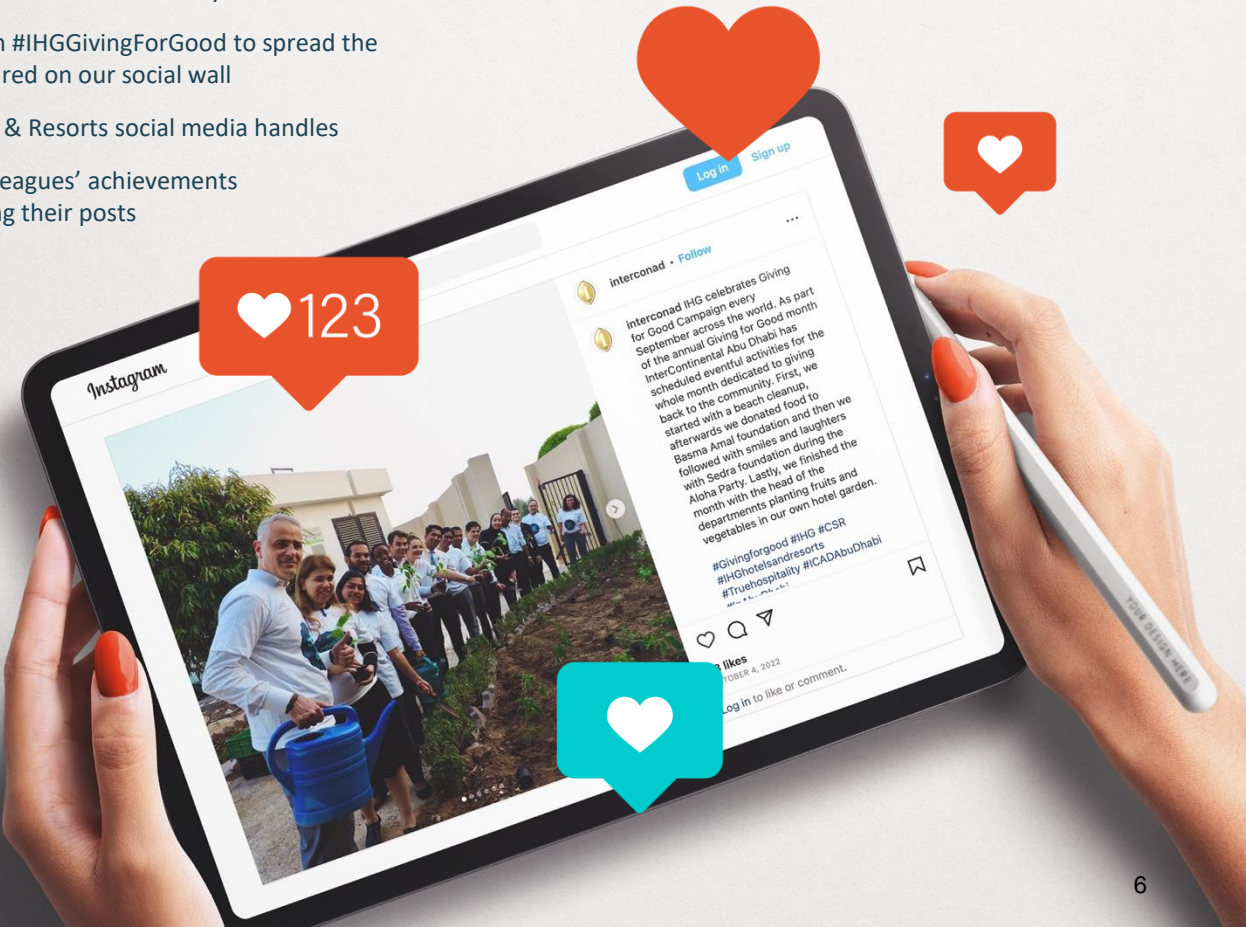 #IHGGivingForGood to spread the
on our social wall
& Resorts social media handles
achievements
their posts
Log in
Sign up
Instagram
123
interconad • Follow
interconad IHG celebrates Giving
for Good Campaign every
September across the world. As part
of the annual Giving for Good month
InterContinental Abu Dhabi has
scheduled eventful activities for the
whole month dedicated to giving
back to the community. First, we
started with a beach cleanup,
afterwards we donated food to
Basma Amal foundation and then we
followed with smiles and laughters
with Sedra foundation during the
Aloha Party. Lastly, we finished the
month with the head of the
departmennts planting fruits and
vegetables in our own hotel garden.
#Givingforgood #IHG #CSR
#IHGhotelsandresorts
#Truehospitality #ICADAbuDhabi
likes
4, 2022
Log in to like or comment.
YOUR DESIGN HERE
6